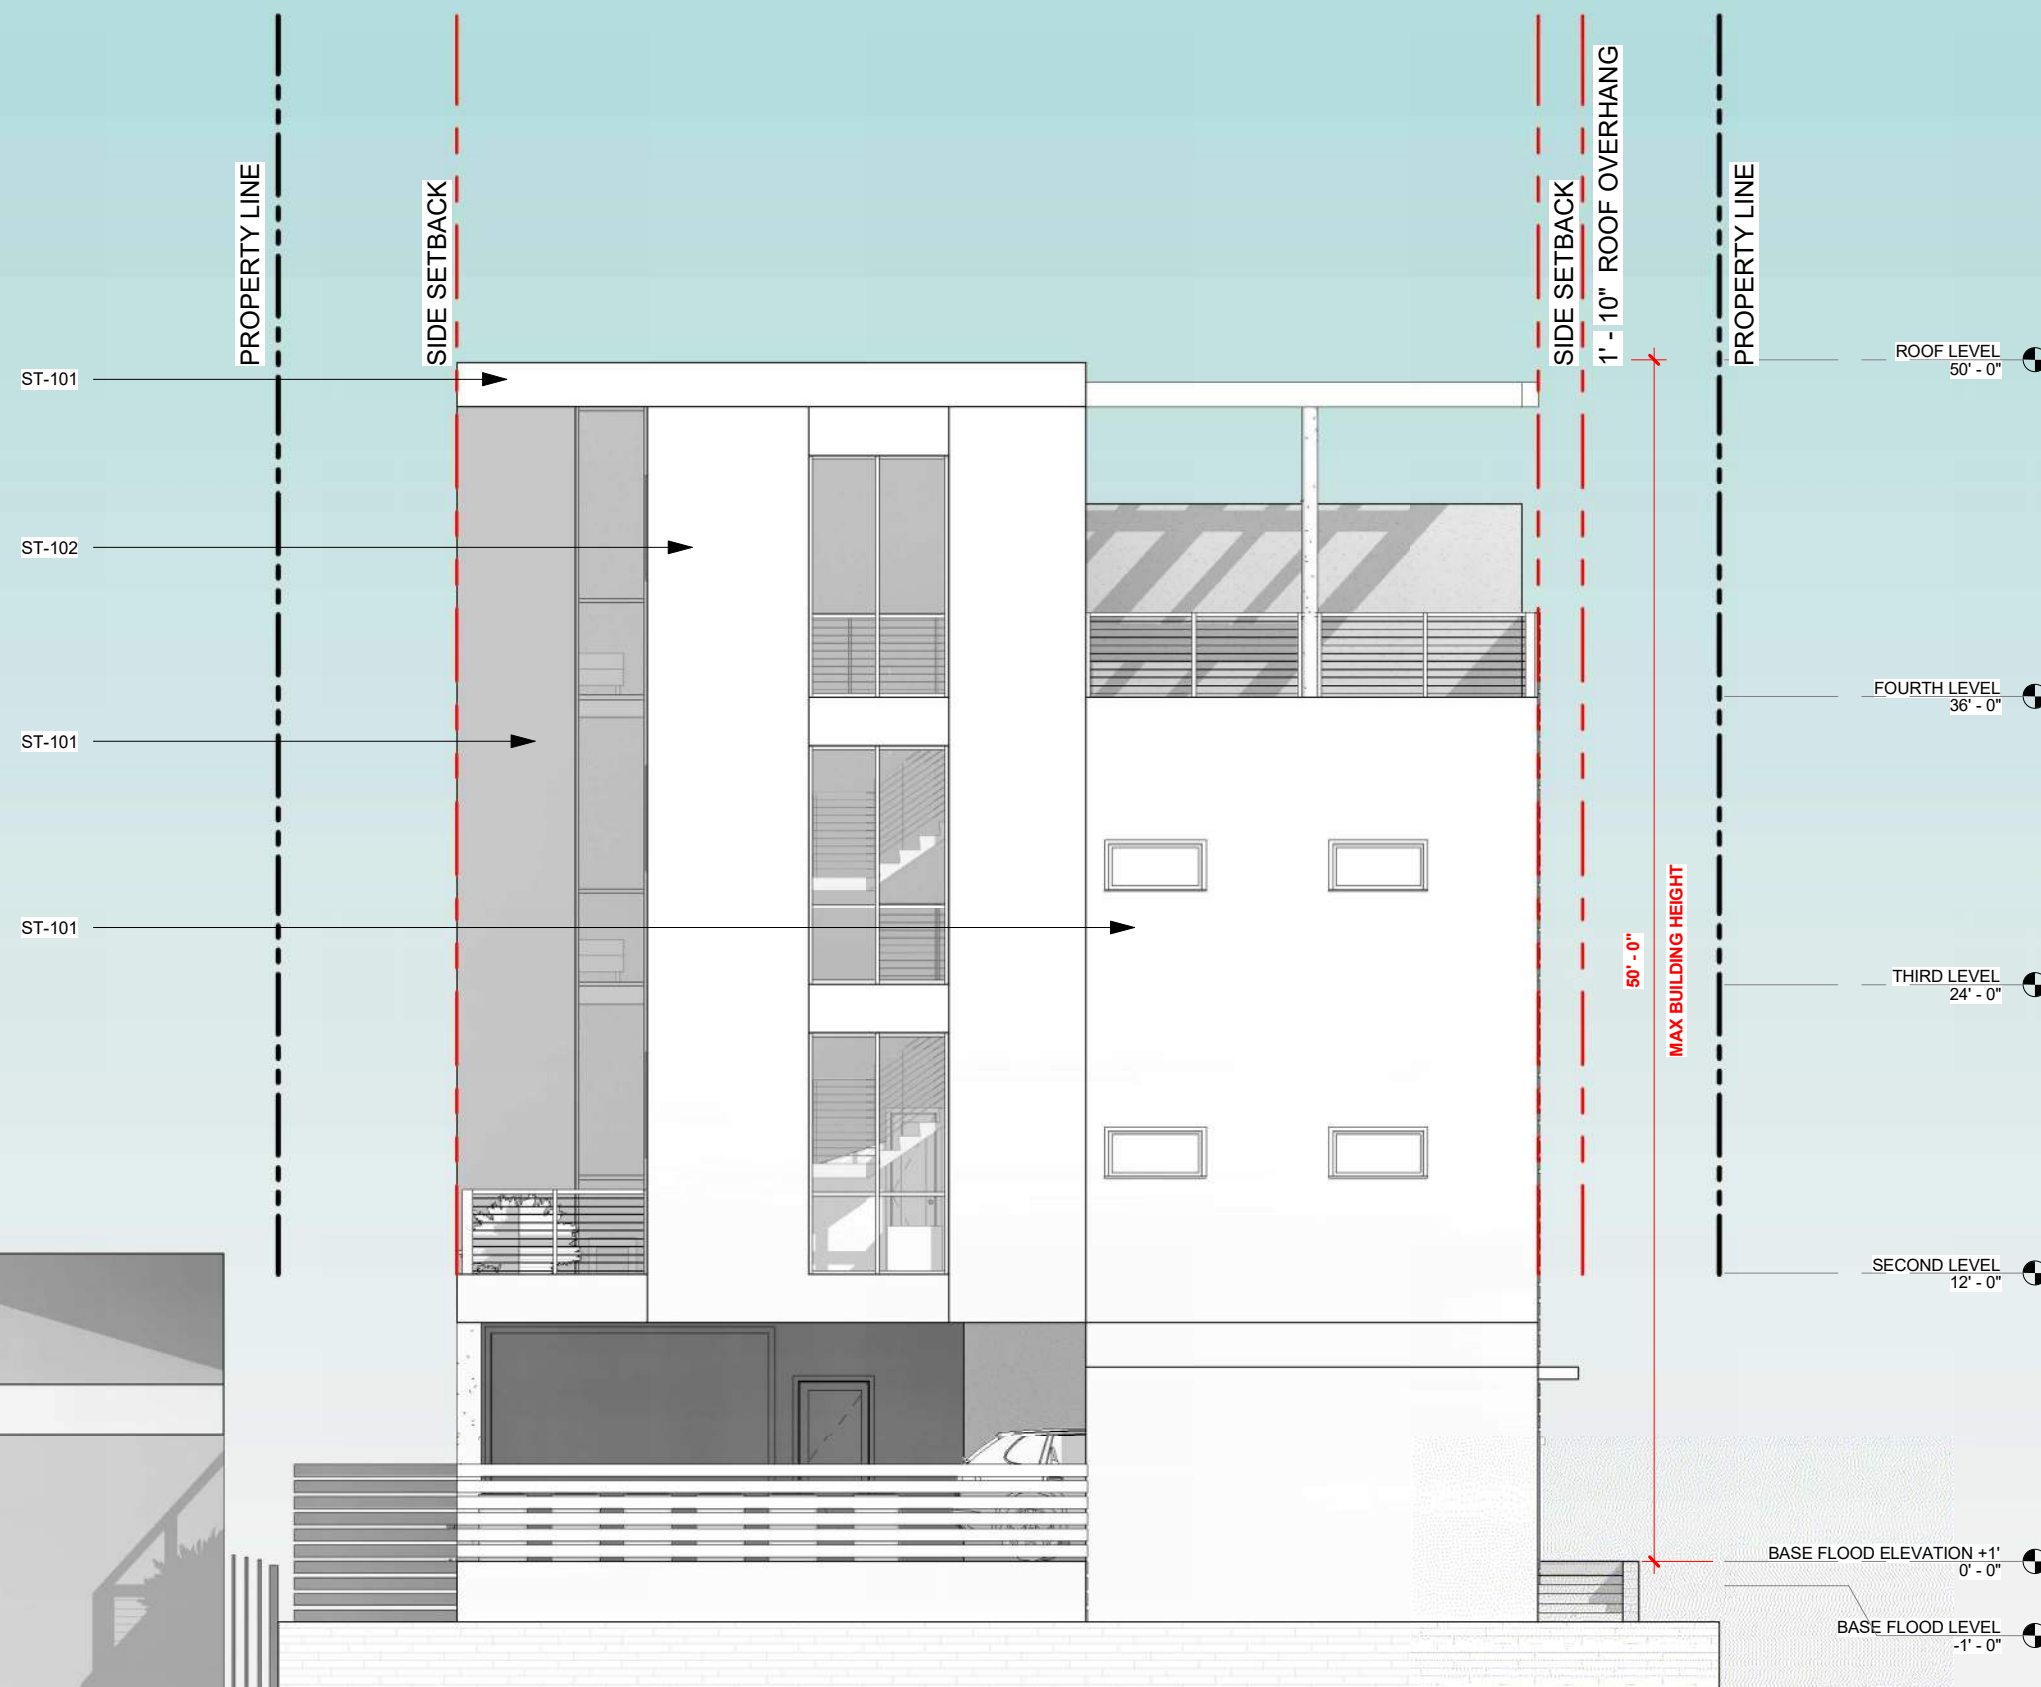 PROPERTY LINE
SIDE SETBACK
SIDE SETBACK
1' - 10" ROOF OVERHANG
PROPERTY LINE
ST-101
ST-102
ST-101
ST-101
ROOF LEVEL
50' - 0"
FOURTH LEVEL
36' - 0"
50' - 0"
MAX BUILDING HEIGHT
THIRD LEVEL
24' - 0"
SECOND LEVEL
12' - 0"
BASE FLOOD ELEVATION +1'
0' - 0"
BASE FLOOD LEVEL
-1' - 0"